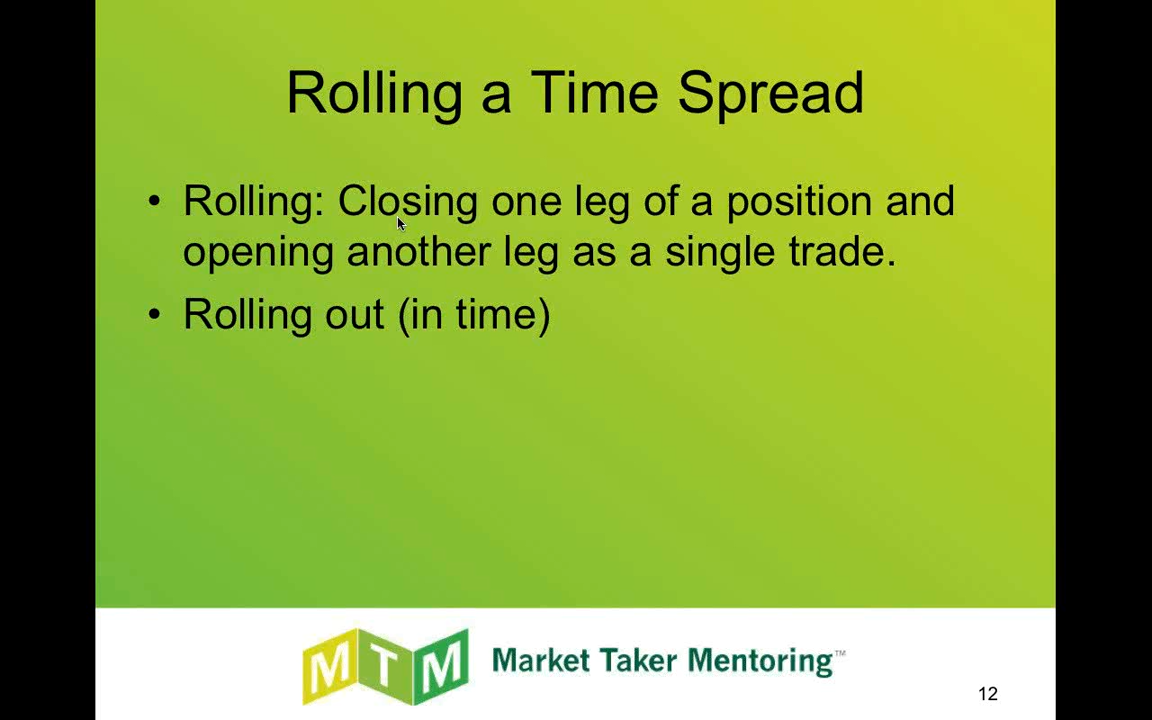 Rolling a Time Spread
• Rolling: Closing one leg of a position and
opening another leg as a single trade.
• Rolling out (in time)
MTM Market Taker Mentoring™
12